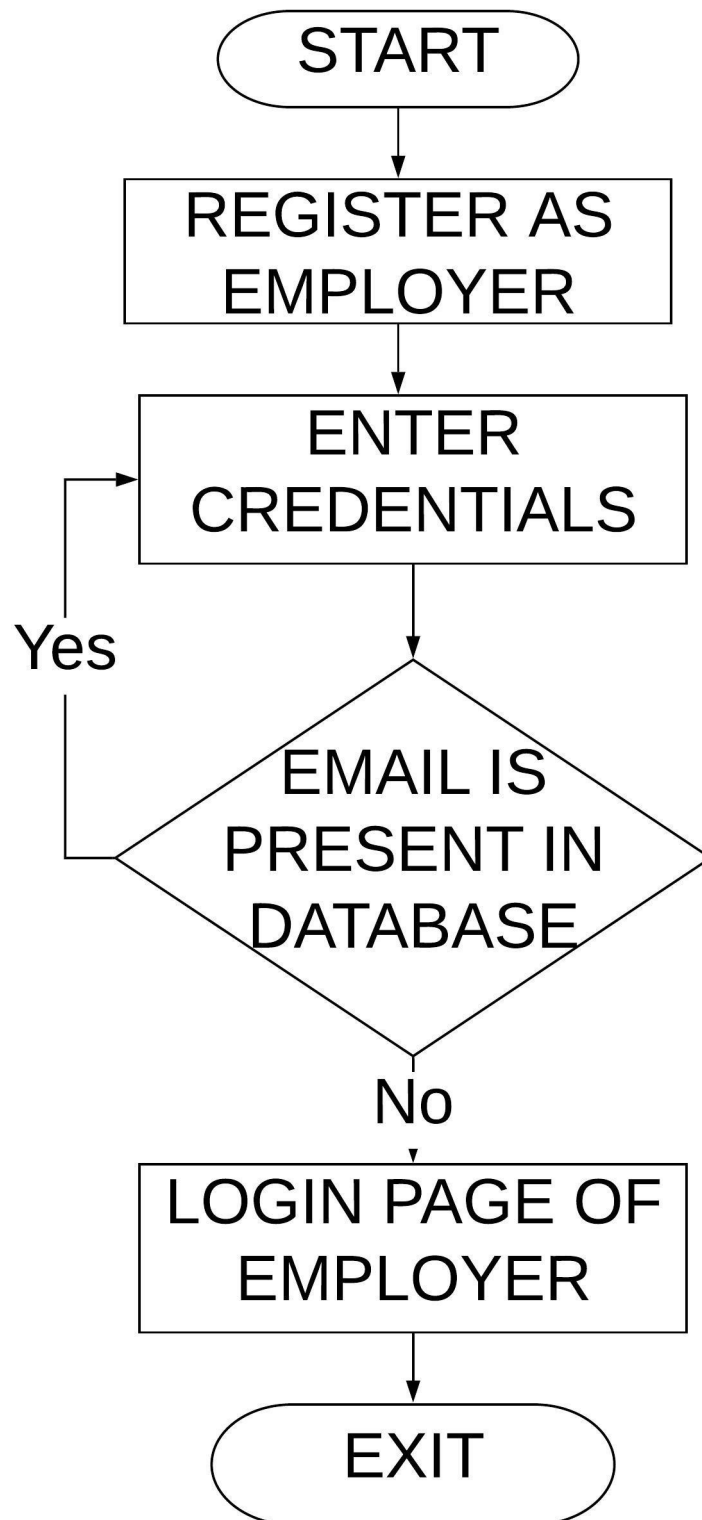 START
REGISTER AS
EMPLOYER
ENTER
CREDENTIALS
Yes
EMAIL IS
PRESENT IN
DATABASE
No
LOGIN PAGE OF
EMPLOYER
EXIT